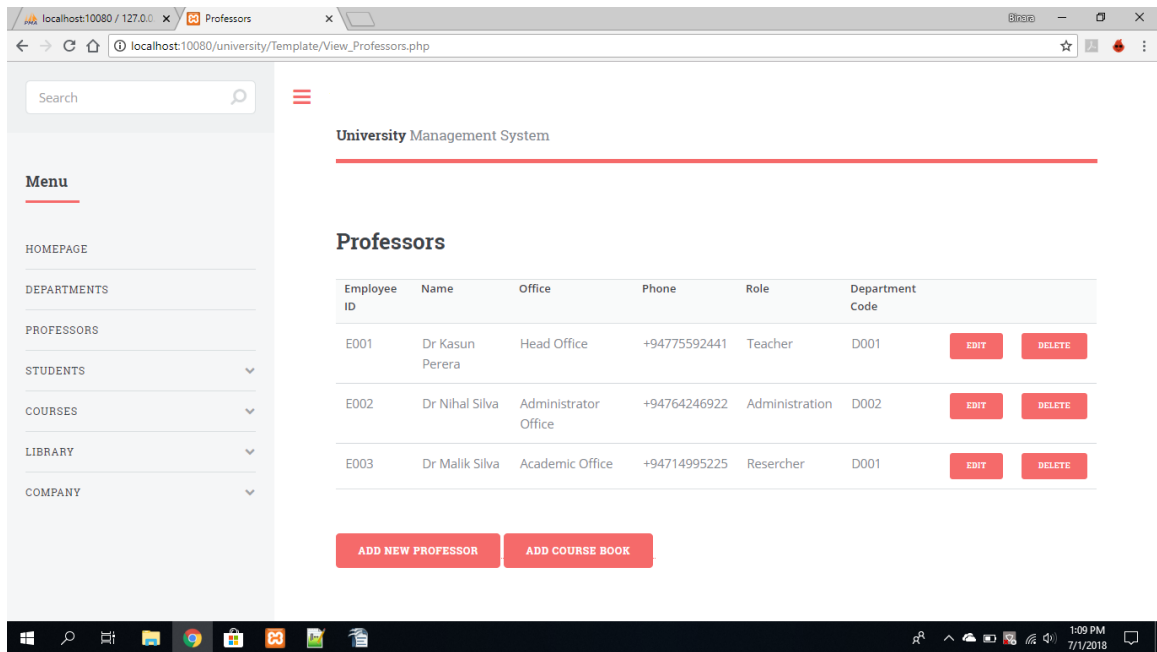 localhost:10080 / 127.0.0
Professors
Binara
localhost:10080/university/Template/View_Professors.php
Search
University Management System
Menu
HOMEPAGE
DEPARTMENTS
PROFESSORS
STUDENTS
COURSES
LIBRARY
COMPANY
Professors
Employee ID Name Office Phone Role Department Code
E001 Dr Kasun Perera Head Office +94775592441 Teacher D001 EDIT DELETE
E002 Dr Nihal Silva Administrator Office +94764246922 Administration D002 EDIT DELETE
E003 Dr Malik Silva Academic Office +94714995225 Resercher D001 EDIT DELETE
ADD NEW PROFESSOR ADD COURSE BOOK
1:09 PM
7/1/2018